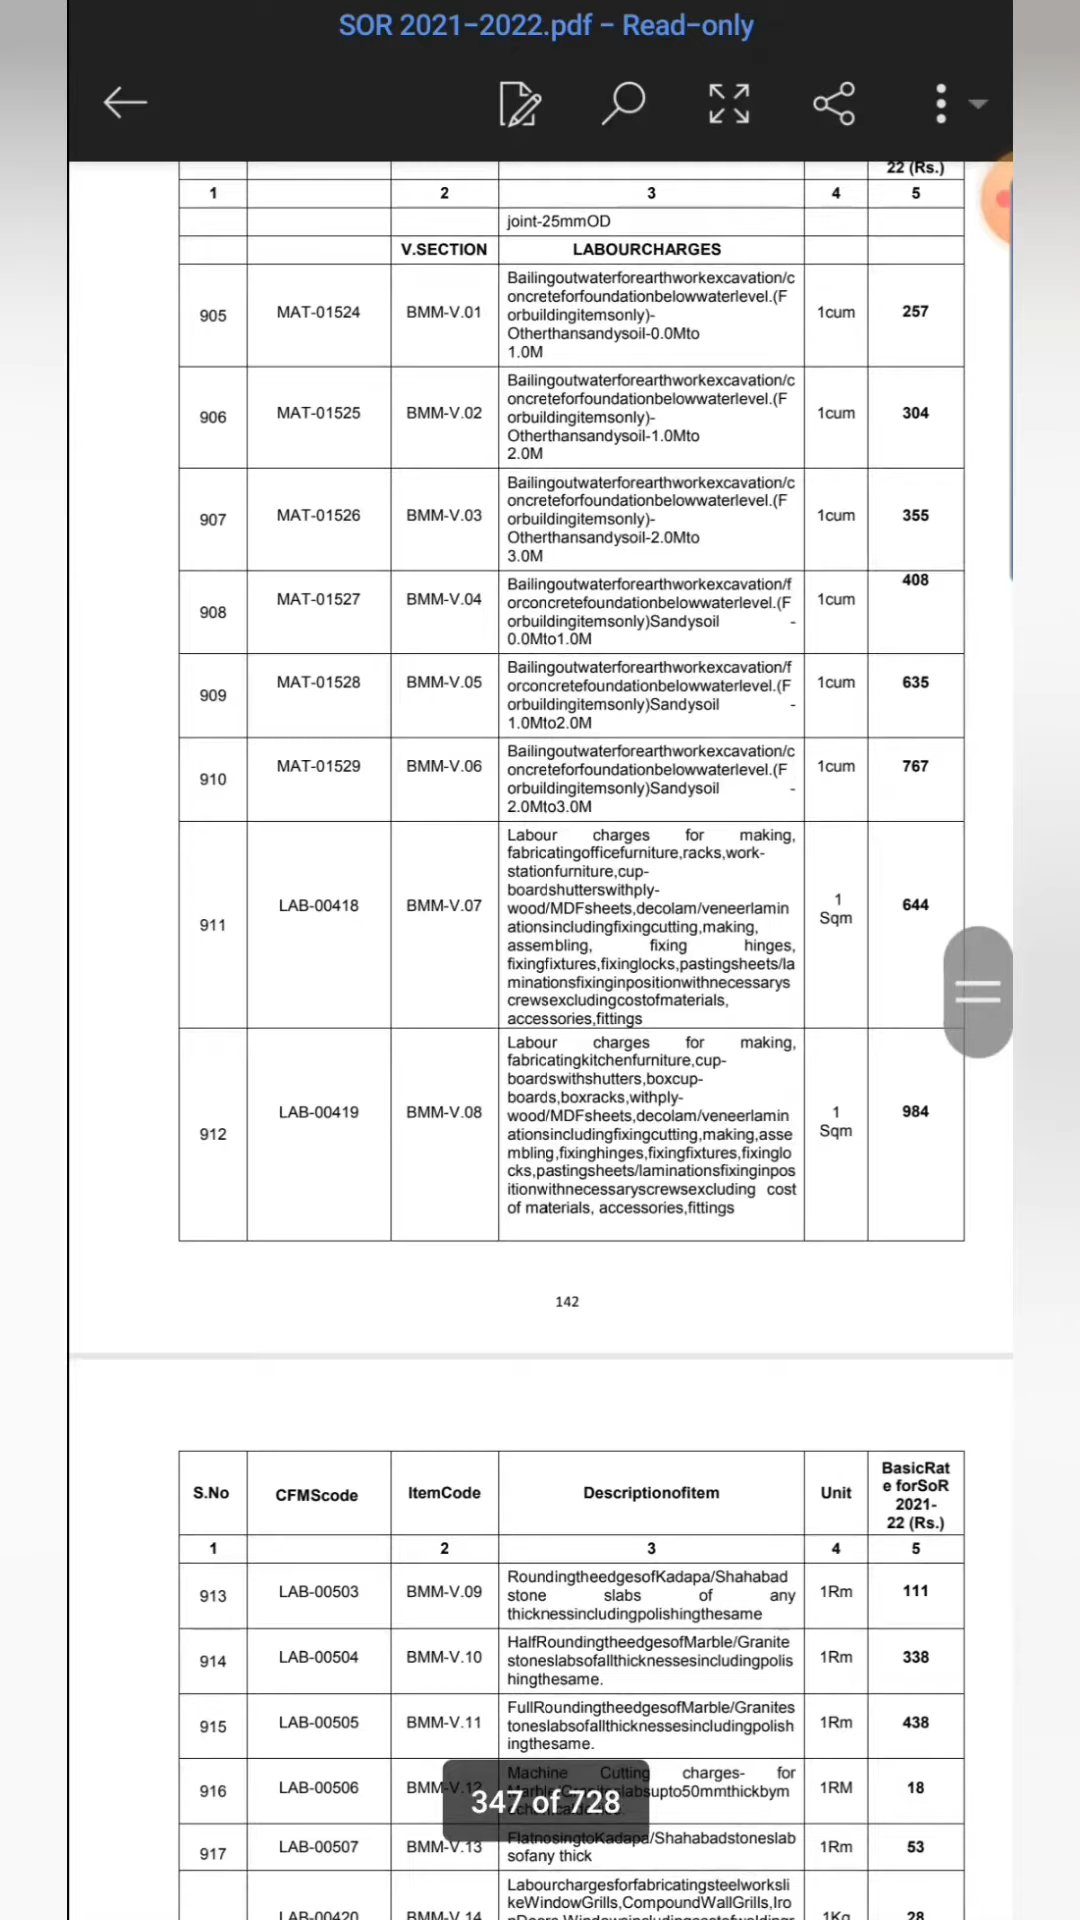 SOR 2021-2022.pdf - Read-only
22 (Rs.)
1 2 3 4 5
joint-25mmOD
V.SECTION LABOURCHARGES
905 MAT-01524 BMM-V.01 Bailingoutwaterforearthworkexcavation/c
oncreteforfoundationbelowwaterlevel.(F
orbuildingitemsonly)-
Otherthansandysoil-0.0Mto
1.0M
1cum 257
906 MAT-01525 BMM-V.02 Bailingoutwaterforearthworkexcavation/c
oncreteforfoundationbelowwaterlevel.(F
orbuildingitemsonly)-
Otherthansandysoil-1.0Mto
2.0M
1cum 304
907 MAT-01526 BMM-V.03 Bailingoutwaterforearthworkexcavation/c
oncreteforfoundationbelowwaterlevel.(F
orbuildingitemsonly)-
Otherthansandysoil-2.0Mto
3.0M
1cum 355
908 MAT-01527 BMM-V.04 Bailingoutwaterforearthworkexcavation/f
orconcretefoundationbelowwaterlevel.(F
orbuildingitemsonly)Sandysoil -
0.0Mto1.0M
1cum 408
909 MAT-01528 BMM-V.05 Bailingoutwaterforearthworkexcavation/f
orconcretefoundationbelowwaterlevel.(F
orbuildingitemsonly)Sandysoil -
1.0Mto2.0M
1cum 635
910 MAT-01529 BMM-V.06 Bailingoutwaterforearthworkexcavation/c
oncreteforfoundationbelowwaterlevel.(F
orbuildingitemsonly)Sandysoil -
2.0Mto3.0M
1cum 767
911 LAB-00418 BMM-V.07 Labour charges for making,
fabricatingofficefurniture,racks,work-
stationfurniture,cup-
boardshutterswithply-
wood/MDFsheets,decolam/veneerlamin
ationsincludingfixingcutting,making,
assembling, fixing hinges,
fixingfixtures,fixinglocks,pastingsheets/la
minationsfixinginpositionwithnecessarys
crewsexcludingcostofmaterials,
accessories,fittings
1
Sqm
644
912 LAB-00419 BMM-V.08 Labour charges for making,
fabricatingkitchenfurniture,cup-
boardswithshutters,boxcup-
boards,boxracks,withply-
wood/MDFsheets,decolam/veneerlamin
ationsincludingfixingcutting,making,asse
mbling,fixinghinges,fixingfixtures,fixinglo
cks,pastingsheets/laminationsfixinginpos
itionwithnecessaryscrewsexcluding cost
of materials, accessories,fittings
1
Sqm
984
142
S.No CFMScode ItemCode Descriptionofitem Unit BasicRat
e forSoR
2021-
22 (Rs.)
1 2 3 4 5
913 LAB-00503 BMM-V.09 RoundingtheedgesofKadapa/Shahabad
stone slabs of any
thicknessincludingpolishingthesame
1Rm 111
914 LAB-00504 BMM-V.10 HalfRoundingtheedgesofMarble/Granite
stoneslabsofallthicknessesincludingpolis
hingthesame.
1Rm 338
915 LAB-00505 BMM-V.11 FullRoundingtheedgesofMarble/Granites
toneslabsofallthicknessesincludingpolish
ingthesame.
1Rm 438
916 LAB-00506 BMM-V.12 Machine Cutting charges- for
Marble/Graniteslabsupto50mmthickbym
1RM 18
347 of 728
917 LAB-00507 BMM-V.13 FlatnosingtoKadapa/Shahabadstoneslab
sofany thick
1Rm 53
LAB-00420 BMM-V.14 Labourchargesforfabricatingsteelworksli
keWindowGrills,CompoundWallGrills,Iro
1Kg 28